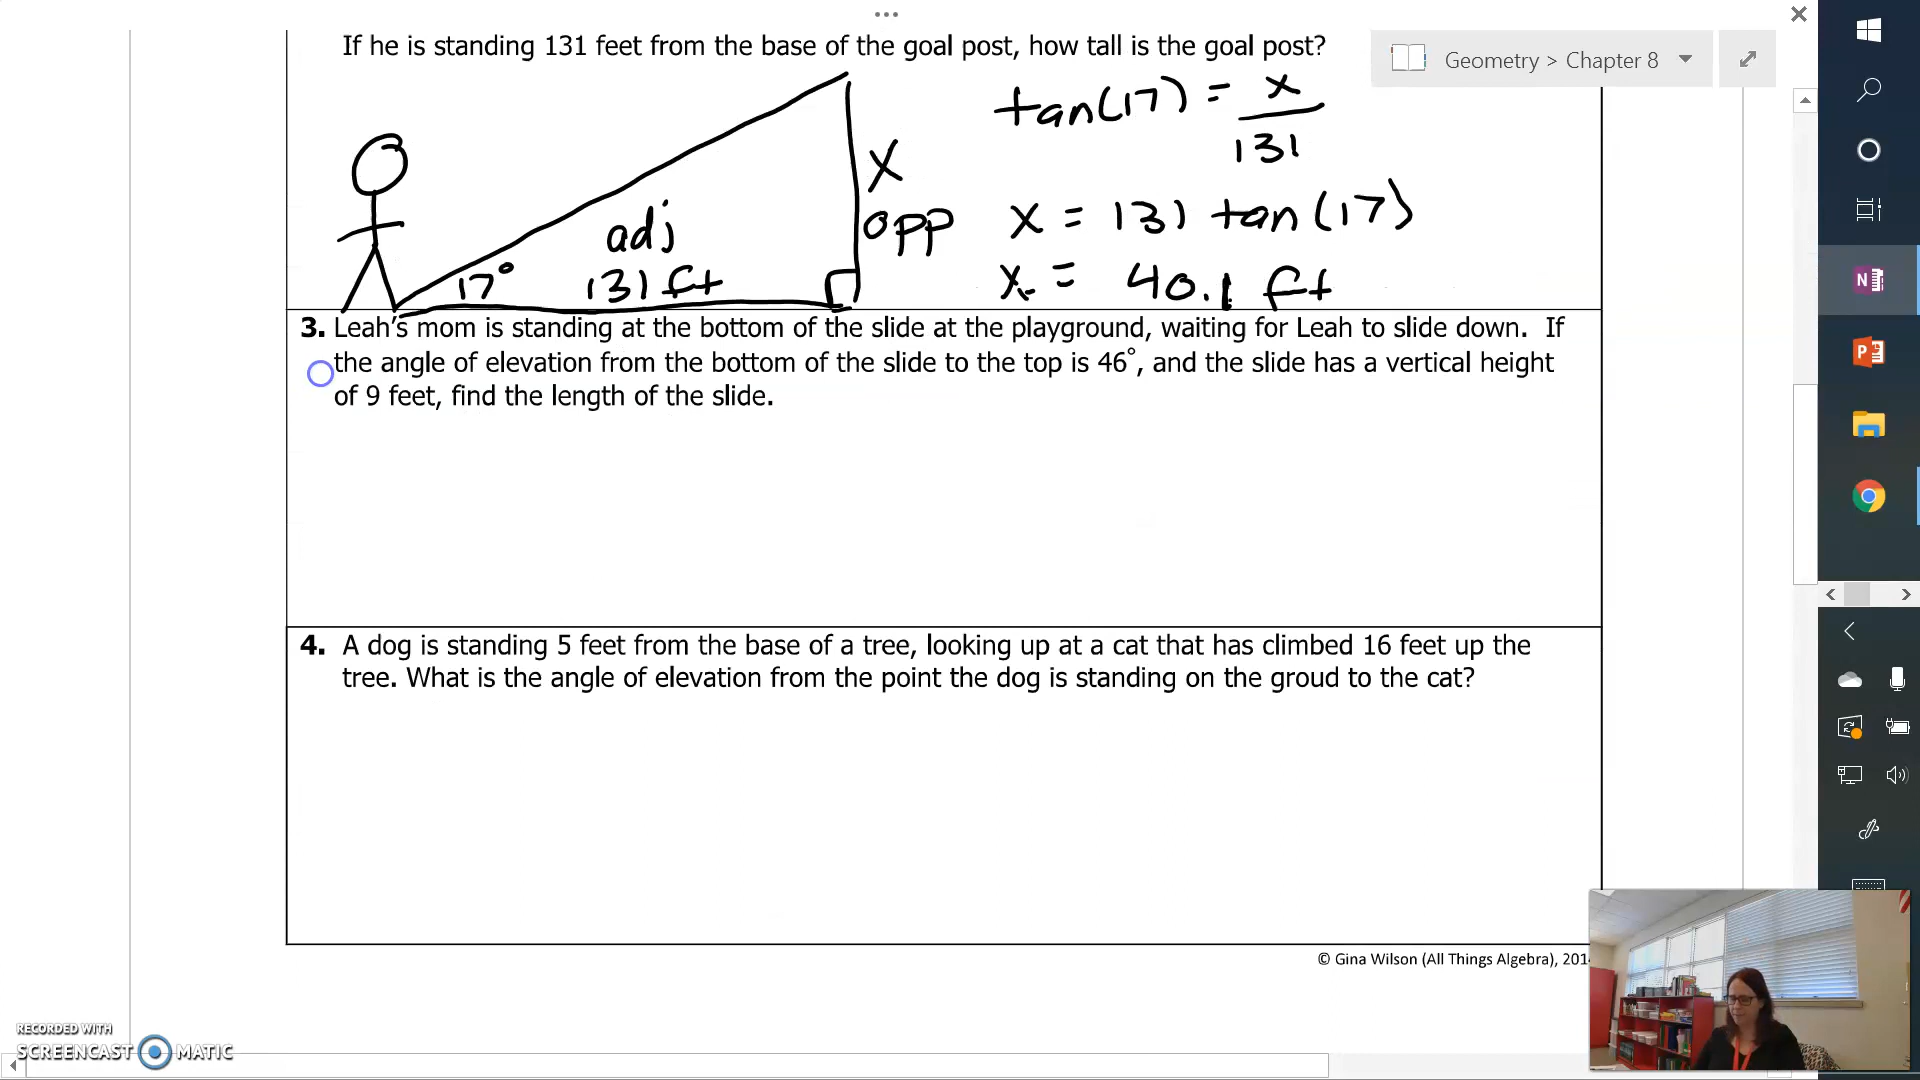 If he is standing 131 feet from the base of the goal post, how tall is the goal post?
Geometry > Chapter 8
tan(17) = x
131
x
adj
opp
x = 131 tan(17)
17°
131 ft
x = 40.1 ft
3. Leah's mom is standing at the bottom of the slide at the playground, waiting for Leah to slide down. If
the angle of elevation from the bottom of the slide to the top is 46°, and the slide has a vertical height
of 9 feet, find the length of the slide.
4. A dog is standing 5 feet from the base of a tree, looking up at a cat that has climbed 16 feet up the
tree. What is the angle of elevation from the point the dog is standing on the groud to the cat?
© Gina Wilson (All Things Algebra), 201
RECORDED WITH
SCREENCAST MATIC